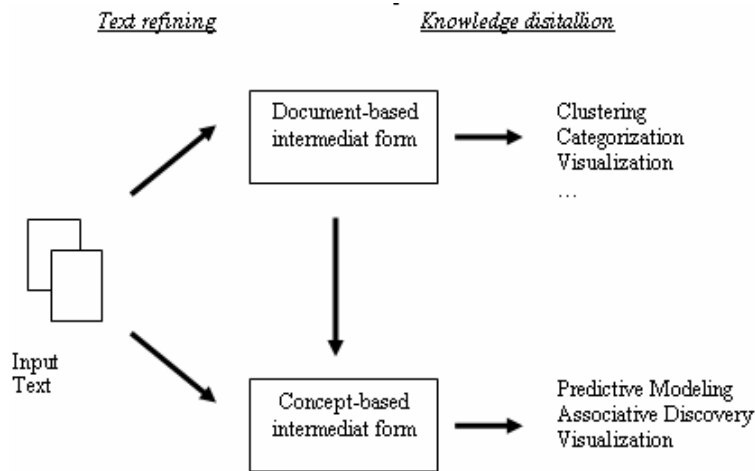 Text refining
Knowledge disitallion
Document-based
intermediat form
Clustering
Categorization
Visualization
…
Input
Text
Concept-based
intermediat form
Predictive Modeling
Associative Discovery
Visualization